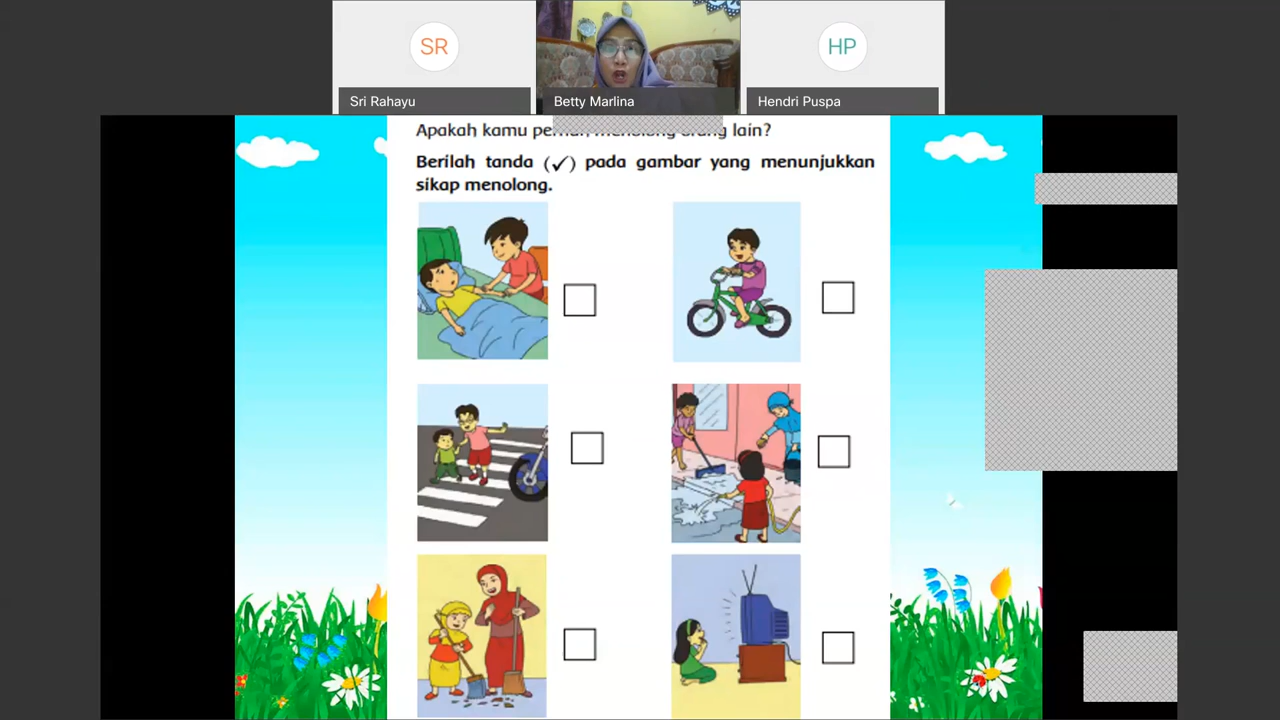 SR
HP
Sri Rahayu
Betty Marlina
Hendri Puspa
Apakah kamu lain?
Berilah tanda (✓) pada gambar yang menunjukkan
sikap menolong.